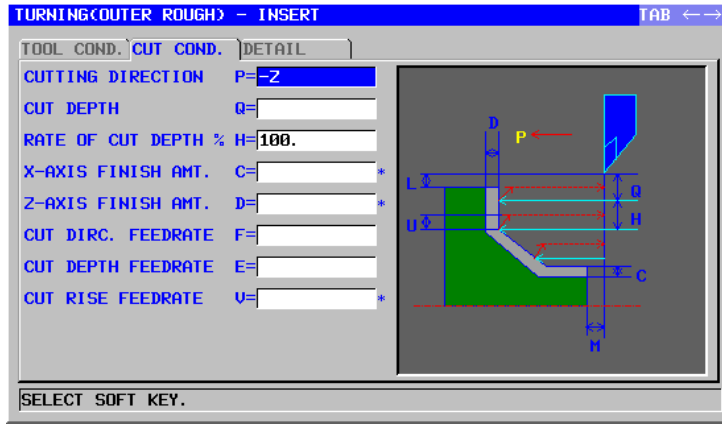 TURNING(OUTER ROUGH) - INSERT TAB ←→
TOOL COND. CUT COND. DETAIL
CUTTING DIRECTION P=-Z
CUT DEPTH Q=
RATE OF CUT DEPTH % H=100.
X-AXIS FINISH AMT. C= *
Z-AXIS FINISH AMT. D= *
CUT DIRC. FEEDRATE F=
CUT DEPTH FEEDRATE E=
CUT RISE FEEDRATE V= *
D
P
L
Q
U
H
C
M
SELECT SOFT KEY.